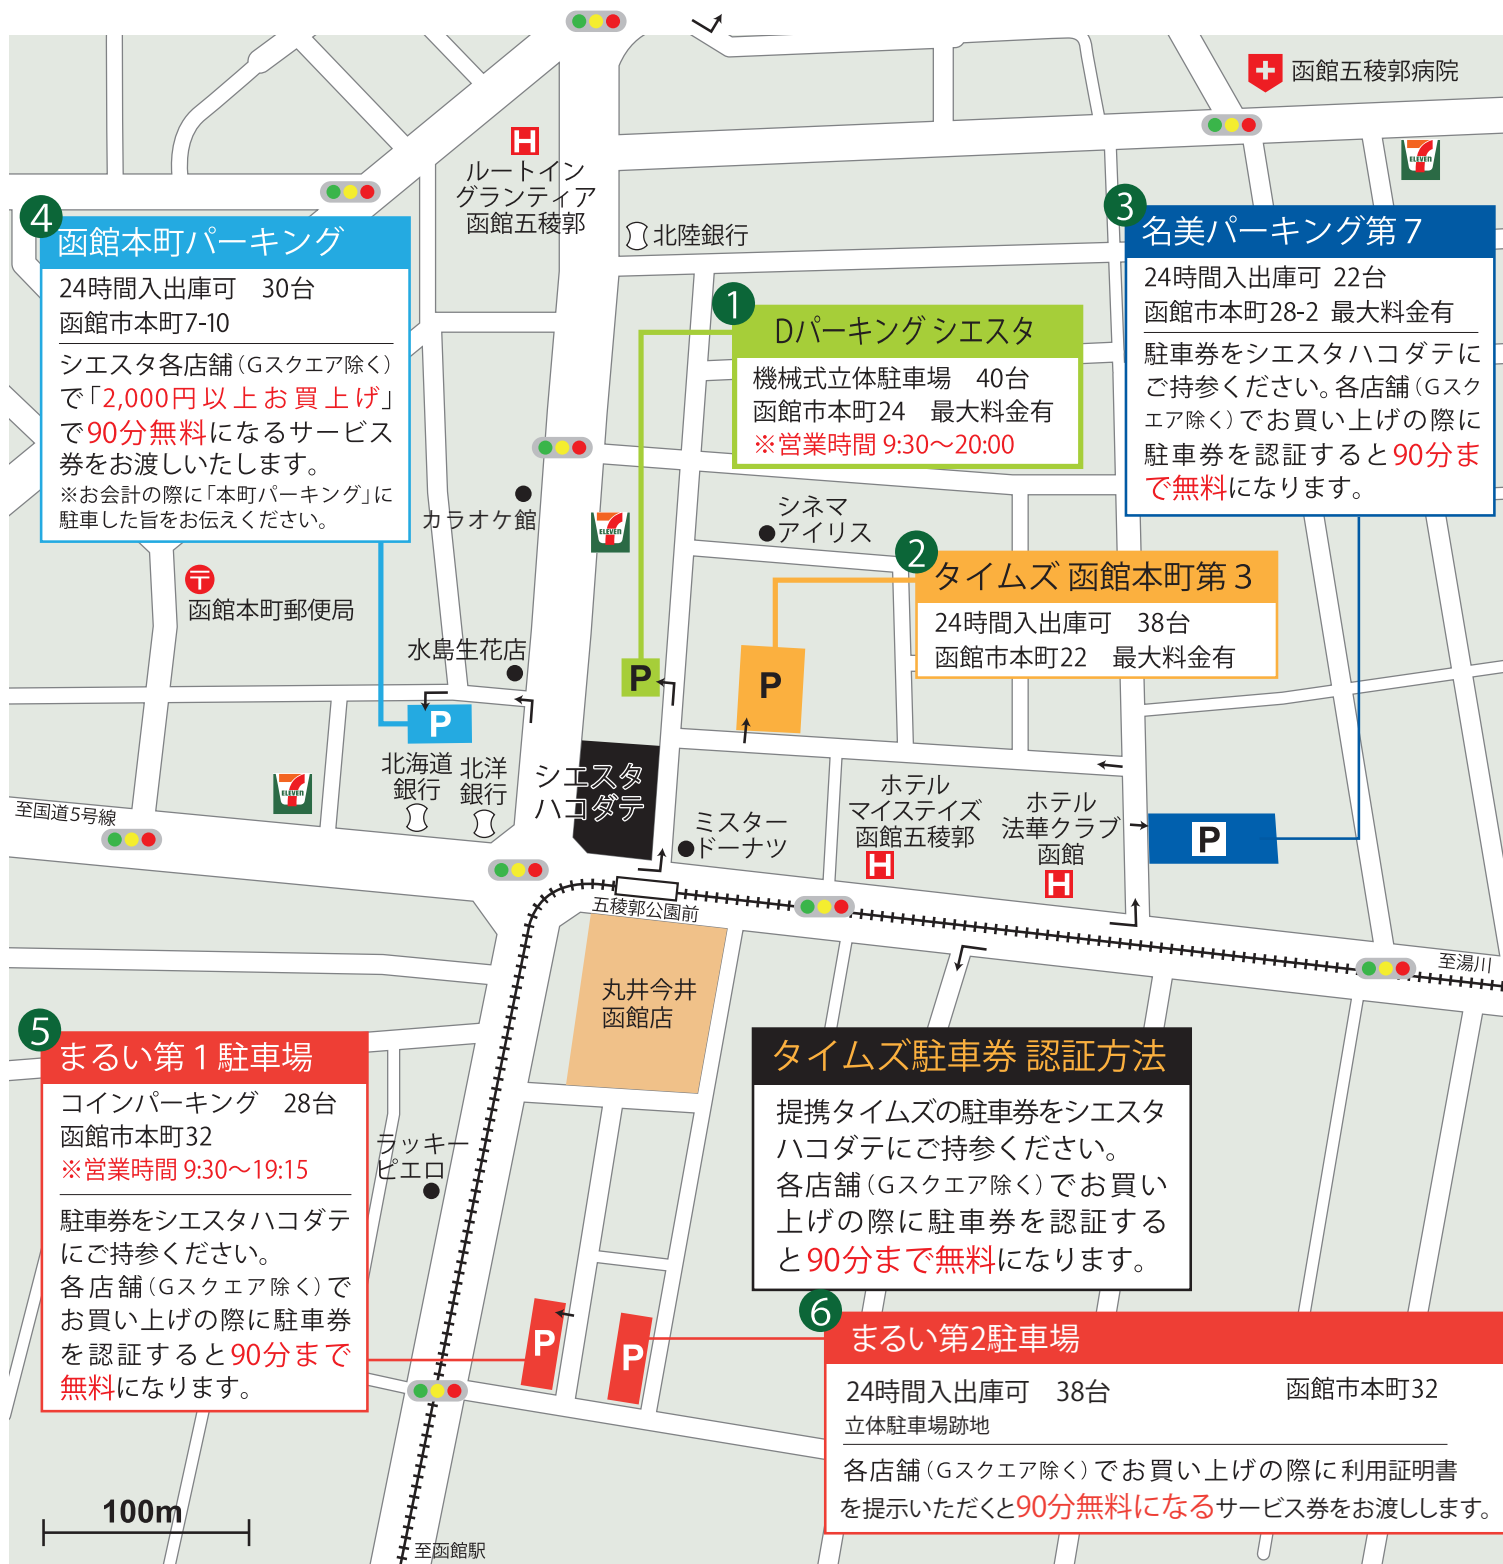 函館五稜郭病院
H
ルートイン
グランティア
函館五稜郭
北陸銀行
ELEVEN
4
函館本町パーキング
24時間入出庫可　30台
函館市本町7-10
シエスタ各店舗(Gスクエア除く)
で「2,000円以上お買上げ」
で90分無料になるサービス
券をお渡しいたします。
※お会計の際に「本町パーキング」に
駐車した旨をお伝えください。
1
Dパーキング シエスタ
機械式立体駐車場　40台
函館市本町24　最大料金有
※営業時間 9:30〜20:00
3
名美パーキング第7
24時間入出庫可 22台
函館市本町28-2 最大料金有
駐車券をシエスタハコダテに
ご持参ください。各店舗(Gスク
エア除く)でお買い上げの際に
駐車券を認証すると90分ま
で無料になります。
カラオケ館
ELEVEN
シネマ
アイリス
2
タイムズ 函館本町第3
24時間入出庫可　38台
函館市本町22　最大料金有
〒
函館本町郵便局
水島生花店
P
P
P
北海道
銀行
北洋
銀行
シエスタ
ハコダテ
ELEVEN
至国道5号線
ミスター
ドーナツ
ホテル
マイステイズ
函館五稜郭
H
ホテル
法華クラブ
函館
H
P
五稜郭公園前
至湯川
丸井今井
函館店
5
まるい第1駐車場
コインパーキング　28台
函館市本町32
※営業時間 9:30〜19:15
駐車券をシエスタハコダテ
にご持参ください。
各店舗(Gスクエア除く)で
お買い上げの際に駐車券
を認証すると90分まで
無料になります。
ラッキー
ピエロ
タイムズ駐車券 認証方法
提携タイムズの駐車券をシエスタ
ハコダテにご持参ください。
各店舗(Gスクエア除く)でお買い
上げの際に駐車券を認証する
と90分まで無料になります。
P
P
6
まるい第2駐車場
24時間入出庫可　38台　函館市本町32
立体駐車場跡地
各店舗(Gスクエア除く)でお買い上げの際に利用証明書
を提示いただくと90分無料になるサービス券をお渡しします。
100m
至函館駅